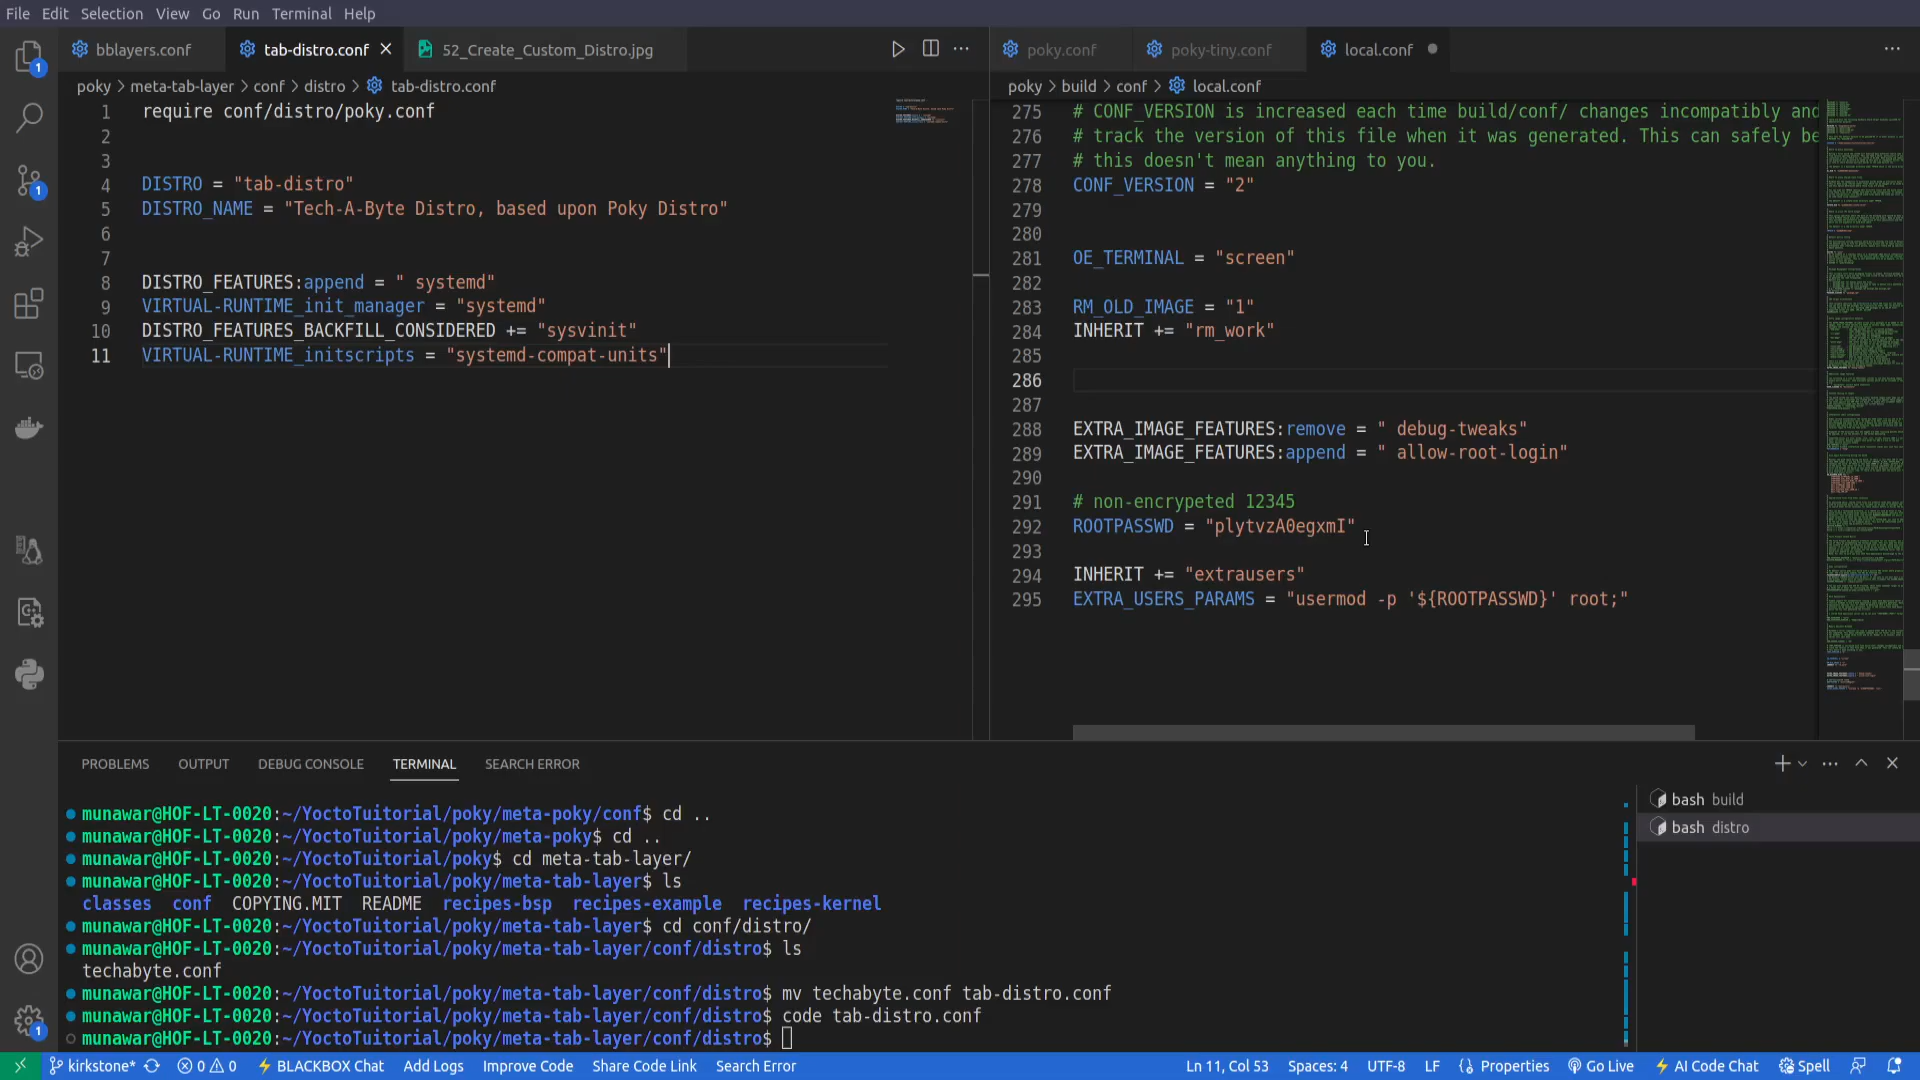 File Edit Selection View Go Run Terminal Help
bblayers.conf tab-distro.conf 52_Create_Custom_Distro.jpg
poky > meta-tab-layer > conf > distro > tab-distro.conf
1 require conf/distro/poky.conf
2
3
4 DISTRO = "tab-distro"
5 DISTRO_NAME = "Tech-A-Byte Distro, based upon Poky Distro"
6
7
8 DISTRO_FEATURES:append = " systemd"
9 VIRTUAL-RUNTIME_init_manager = "systemd"
10 DISTRO_FEATURES_BACKFILL_CONSIDERED += "sysvinit"
11 VIRTUAL-RUNTIME_initscripts = "systemd-compat-units"
poky.conf poky-tiny.conf local.conf
poky > build > conf > local.conf
275 # CONF_VERSION is increased each time build/conf/ changes incompatibly and
276 # track the version of this file when it was generated. This can safely be
277 # this doesn't mean anything to you.
278 CONF_VERSION = "2"
279
280
281 OE_TERMINAL = "screen"
282
283 RM_OLD_IMAGE = "1"
284 INHERIT += "rm_work"
285
286
287
288 EXTRA_IMAGE_FEATURES:remove = " debug-tweaks"
289 EXTRA_IMAGE_FEATURES:append = " allow-root-login"
290
291 # non-encrypeted 12345
292 ROOTPASSWD = "plytvzA0egxmI"
293
294 INHERIT += "extrausers"
295 EXTRA_USERS_PARAMS = "usermod -p '${ROOTPASSWD}' root;"
PROBLEMS OUTPUT DEBUG CONSOLE TERMINAL SEARCH ERROR
munawar@HOF-LT-0020:~/YoctoTuitorial/poky/meta-poky/conf$ cd ..
munawar@HOF-LT-0020:~/YoctoTuitorial/poky/meta-poky$ cd ..
munawar@HOF-LT-0020:~/YoctoTuitorial/poky$ cd meta-tab-layer/
munawar@HOF-LT-0020:~/YoctoTuitorial/poky/meta-tab-layer$ ls
classes conf COPYING.MIT README recipes-bsp recipes-example recipes-kernel
munawar@HOF-LT-0020:~/YoctoTuitorial/poky/meta-tab-layer$ cd conf/distro/
munawar@HOF-LT-0020:~/YoctoTuitorial/poky/meta-tab-layer/conf/distro$ ls
techabyte.conf
munawar@HOF-LT-0020:~/YoctoTuitorial/poky/meta-tab-layer/conf/distro$ mv techabyte.conf tab-distro.conf
munawar@HOF-LT-0020:~/YoctoTuitorial/poky/meta-tab-layer/conf/distro$ code tab-distro.conf
munawar@HOF-LT-0020:~/YoctoTuitorial/poky/meta-tab-layer/conf/distro$
bash build
bash distro
1
1
1
kirkstone* 0 0 BLACKBOX Chat Add Logs Improve Code Share Code Link Search Error Ln 11, Col 53 Spaces: 4 UTF-8 LF Properties Go Live AI Code Chat Spell